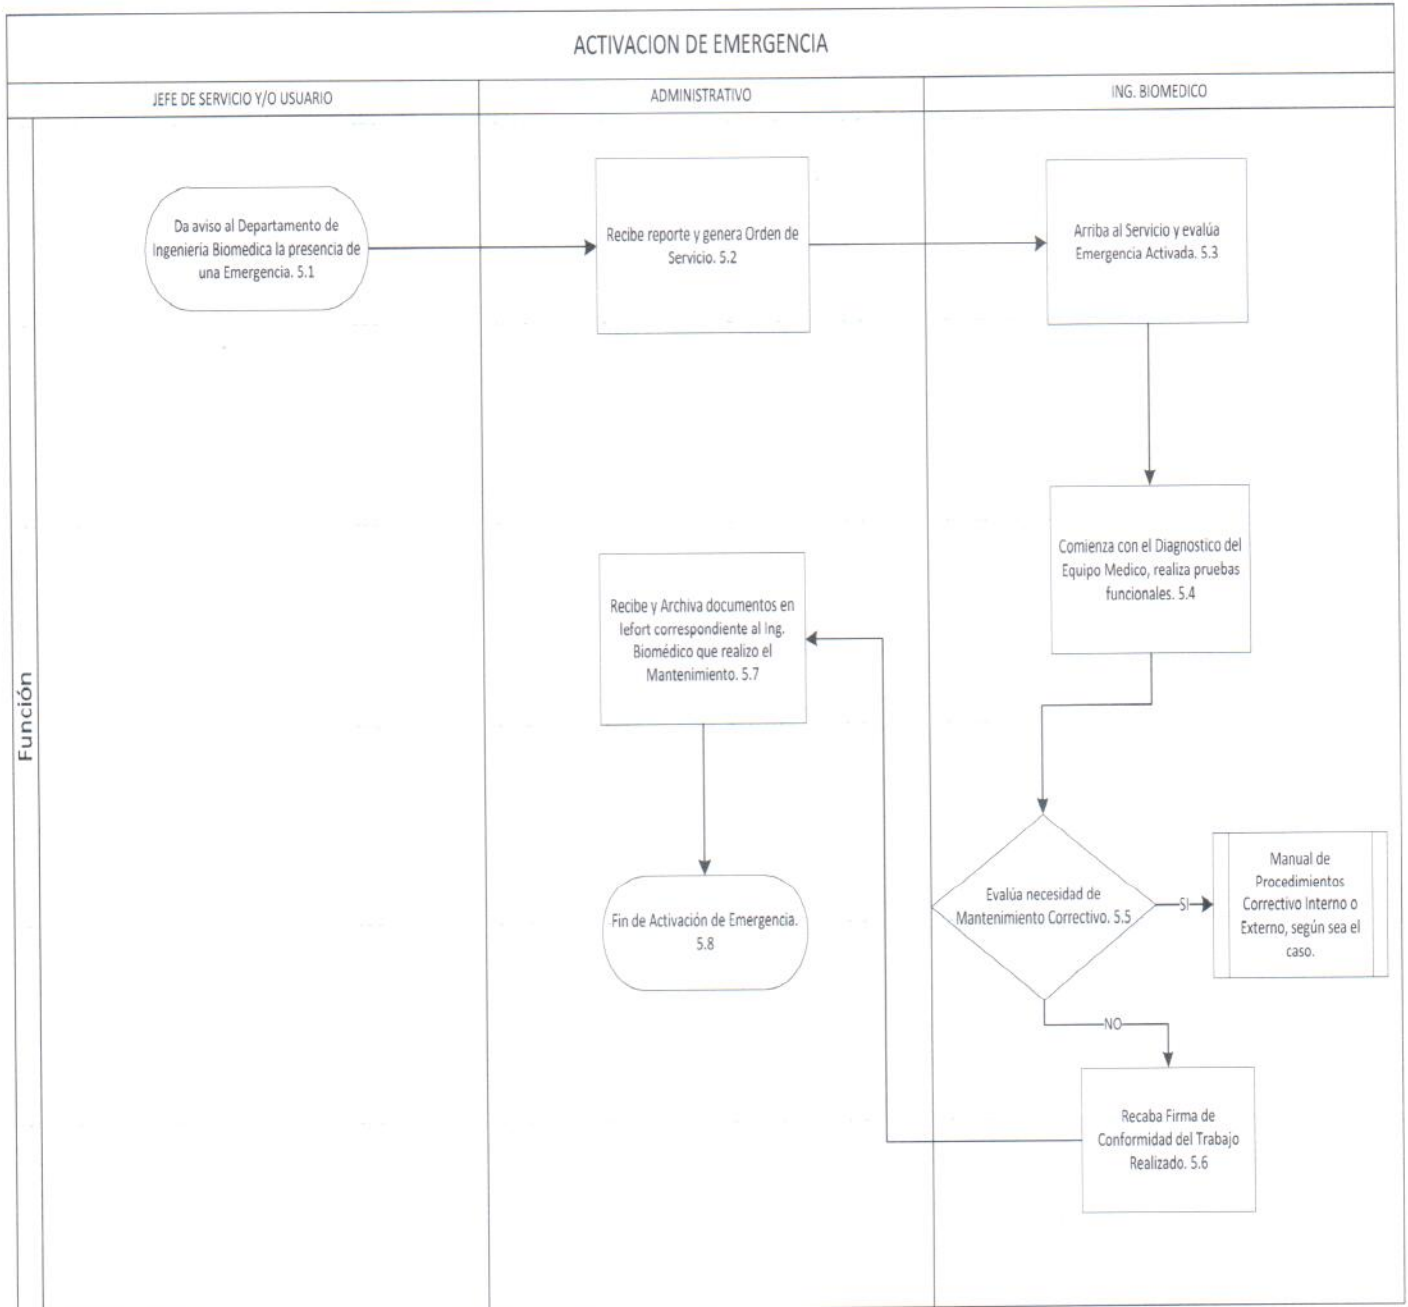 ACTIVACION DE EMERGENCIA
JEFE DE SERVICIO Y/O USUARIO
ADMINISTRATIVO
ING. BIOMEDICO
Función
Da aviso al Departamento de
Ingenieria Biomedica la presencia de
una Emergencia. 5.1
Recibe reporte y genera Orden de
Servicio. 5.2
Arriba al Servicio y evalúa
Emergencia Activada. 5.3
Comienza con el Diagnostico del
Equipo Medico, realiza pruebas
funcionales. 5.4
Recibe y Archiva documentos en
lefort correspondiente al Ing.
Biomédico que realizo el
Mantenimiento. 5.7
Fin de Activación de Emergencia.
5.8
Evalúa necesidad de
Mantenimiento Correctivo. 5.5
SI
Manual de
Procedimientos
Correctivo Interno o
Externo, según sea el
caso.
NO
Recaba Firma de
Conformidad del Trabajo
Realizado. 5.6